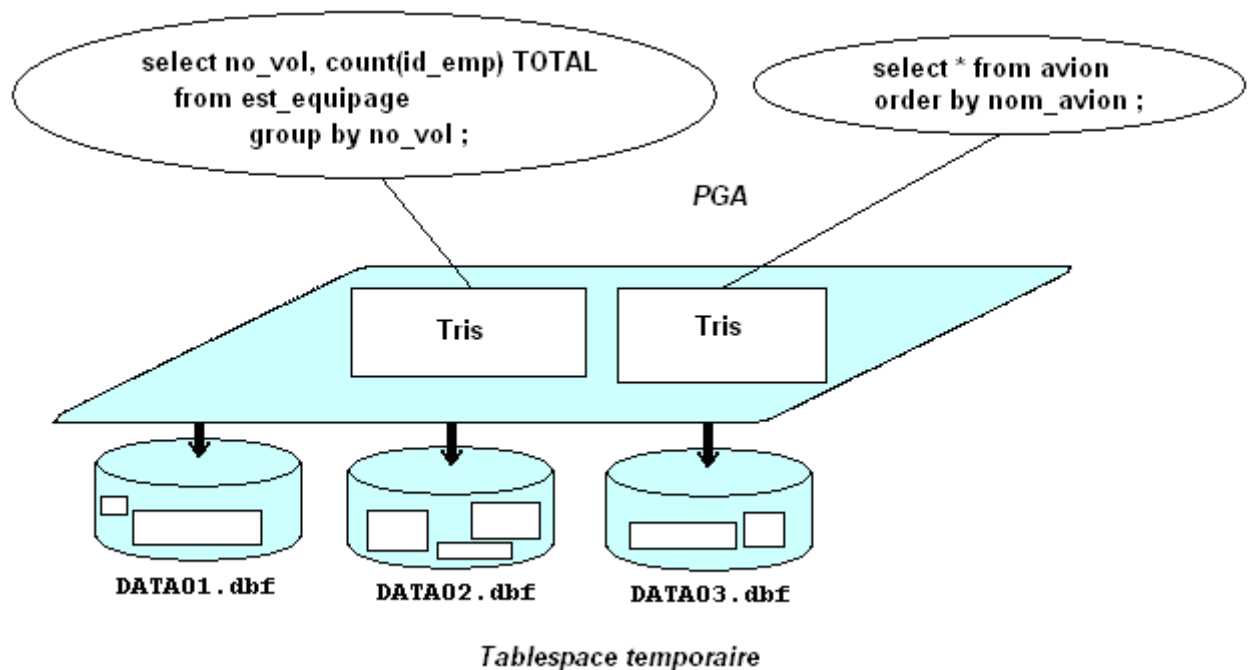 select no_vol, count(id_emp) TOTAL
from est_equipage
group by no_vol ;
select * from avion
order by nom_avion ;
PGA
Tris
Tris
DATA01.dbf
DATA02.dbf
DATA03.dbf
Tablespace temporaire